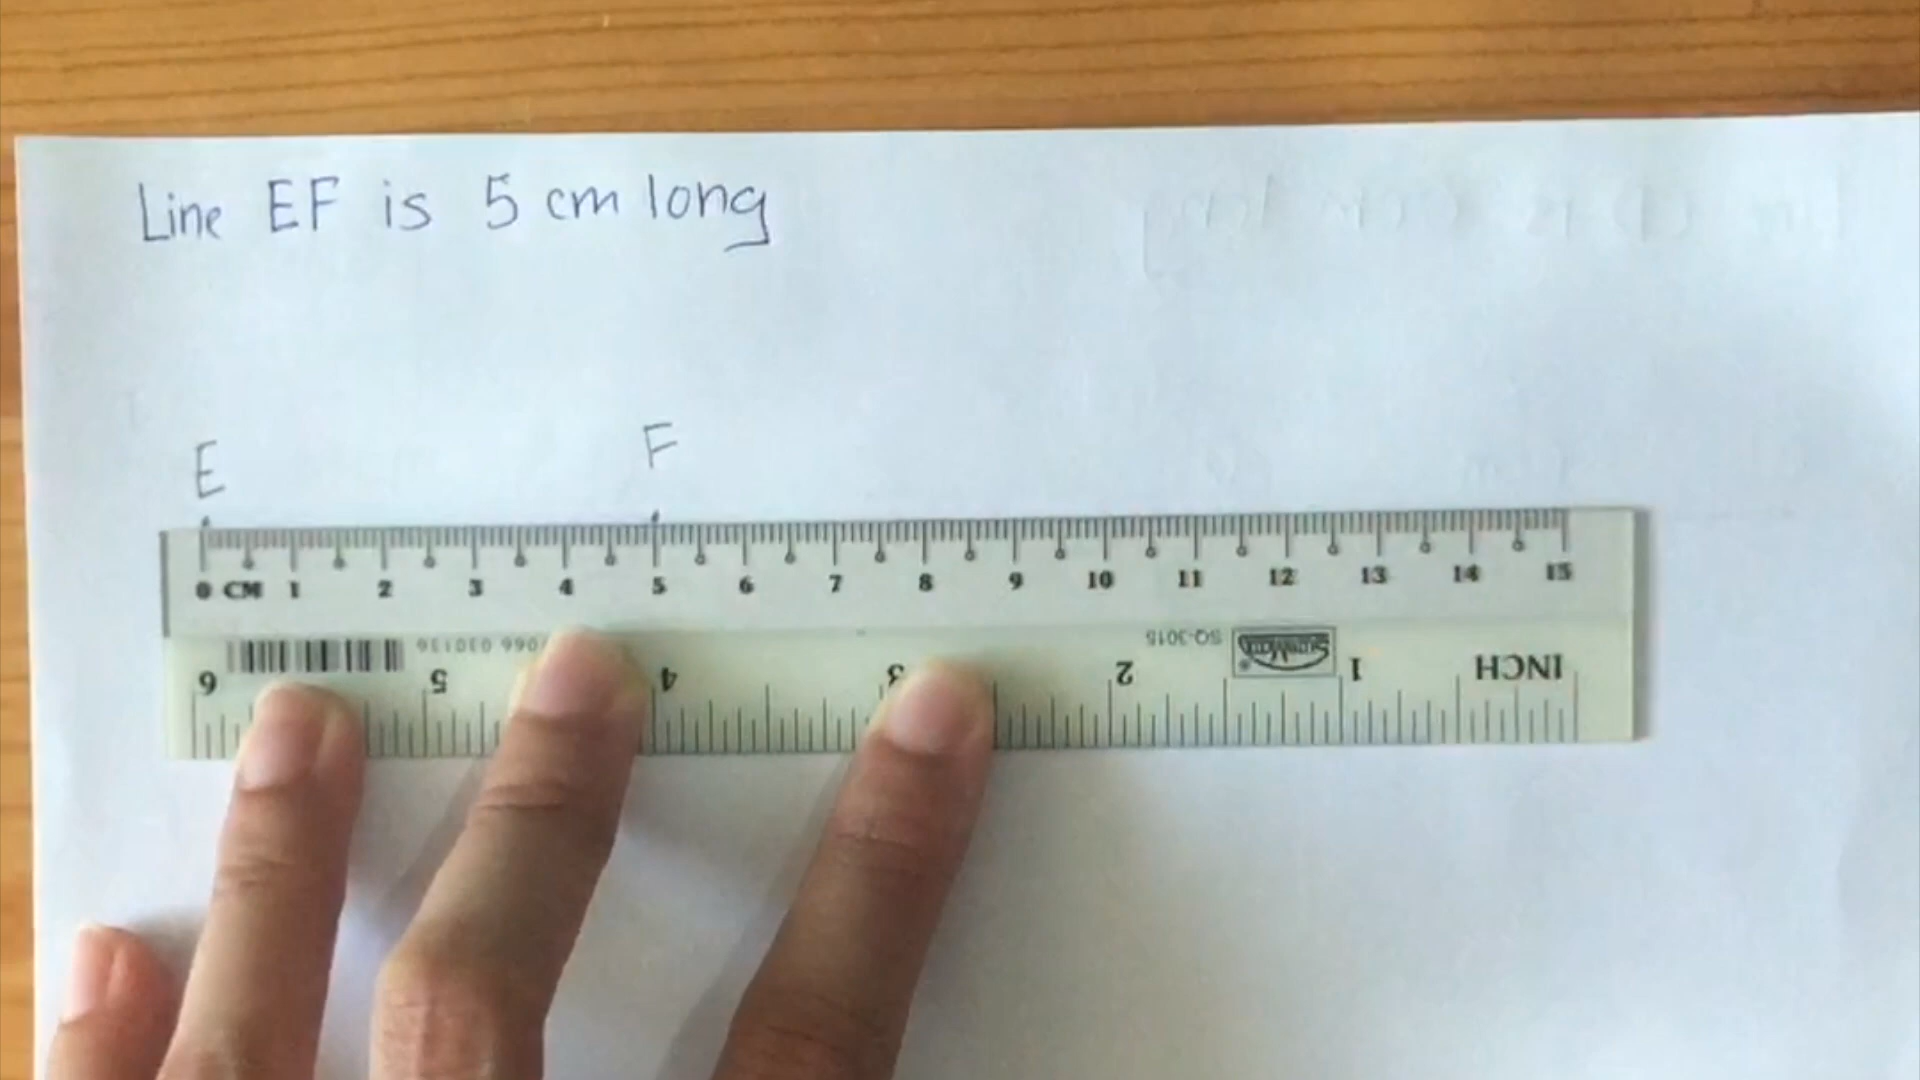 Line EF is 5 cm long
E F
0 CM 1 2 3 4 5 6 7 8 9 10 11 12 13 14 15
SQ-3015
6 5 4 3 2 1 INCH